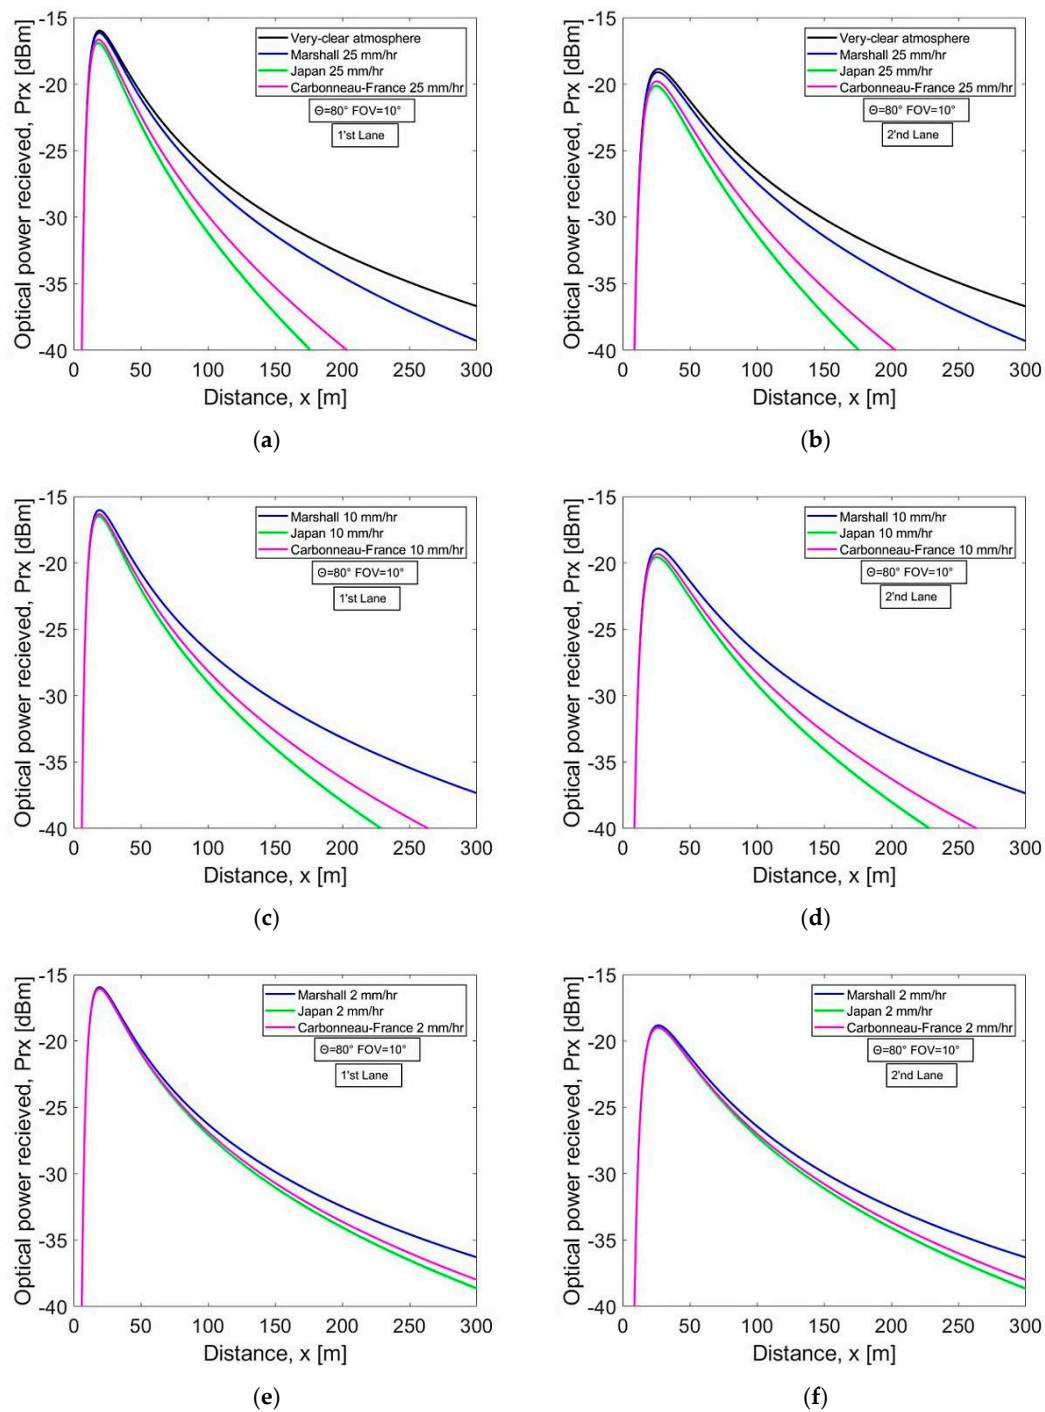 Optical power recieved, Prx [dBm]
-15
-20
-25
-30
-35
-40
Very-clear atmosphere
Marshall 25 mm/hr
Japan 25 mm/hr
Carbonneau-France 25 mm/hr
Θ=80° FOV=10°
1'st Lane
0 50 100 150 200 250 300
Distance, x [m]
(a)
Optical power recieved, Prx [dBm]
-15
-20
-25
-30
-35
-40
Very-clear atmosphere
Marshall 25 mm/hr
Japan 25 mm/hr
Carbonneau-France 25 mm/hr
Θ=80° FOV=10°
2'nd Lane
0 50 100 150 200 250 300
Distance, x [m]
(b)
Optical power recieved, Prx [dBm]
-15
-20
-25
-30
-35
-40
Marshall 10 mm/hr
Japan 10 mm/hr
Carbonneau-France 10 mm/hr
Θ=80° FOV=10°
1'st Lane
0 50 100 150 200 250 300
Distance, x [m]
(c)
Optical power recieved, Prx [dBm]
-15
-20
-25
-30
-35
-40
Marshall 10 mm/hr
Japan 10 mm/hr
Carbonneau-France 10 mm/hr
Θ=80° FOV=10°
2'nd Lane
0 50 100 150 200 250 300
Distance, x [m]
(d)
Optical power recieved, Prx [dBm]
-15
-20
-25
-30
-35
-40
Marshall 2 mm/hr
Japan 2 mm/hr
Carbonneau-France 2 mm/hr
Θ=80° FOV=10°
1'st Lane
0 50 100 150 200 250 300
Distance, x [m]
(e)
Optical power recieved, Prx [dBm]
-15
-20
-25
-30
-35
-40
Marshall 2 mm/hr
Japan 2 mm/hr
Carbonneau-France 2 mm/hr
Θ=80° FOV=10°
2'nd Lane
0 50 100 150 200 250 300
Distance, x [m]
(f)